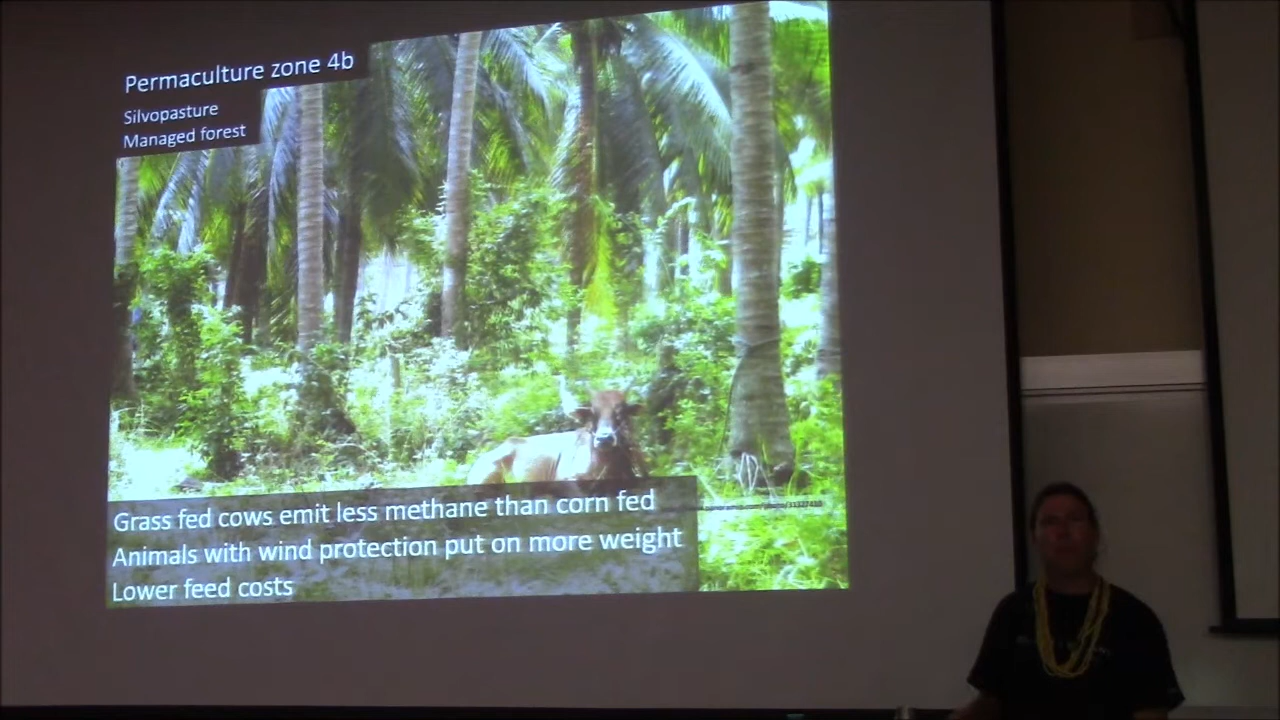 Permaculture zone 4b
Silvopasture
Managed forest
Grass fed cows emit less methane than corn fed
Animals with wind protection put on more weight
Lower feed costs